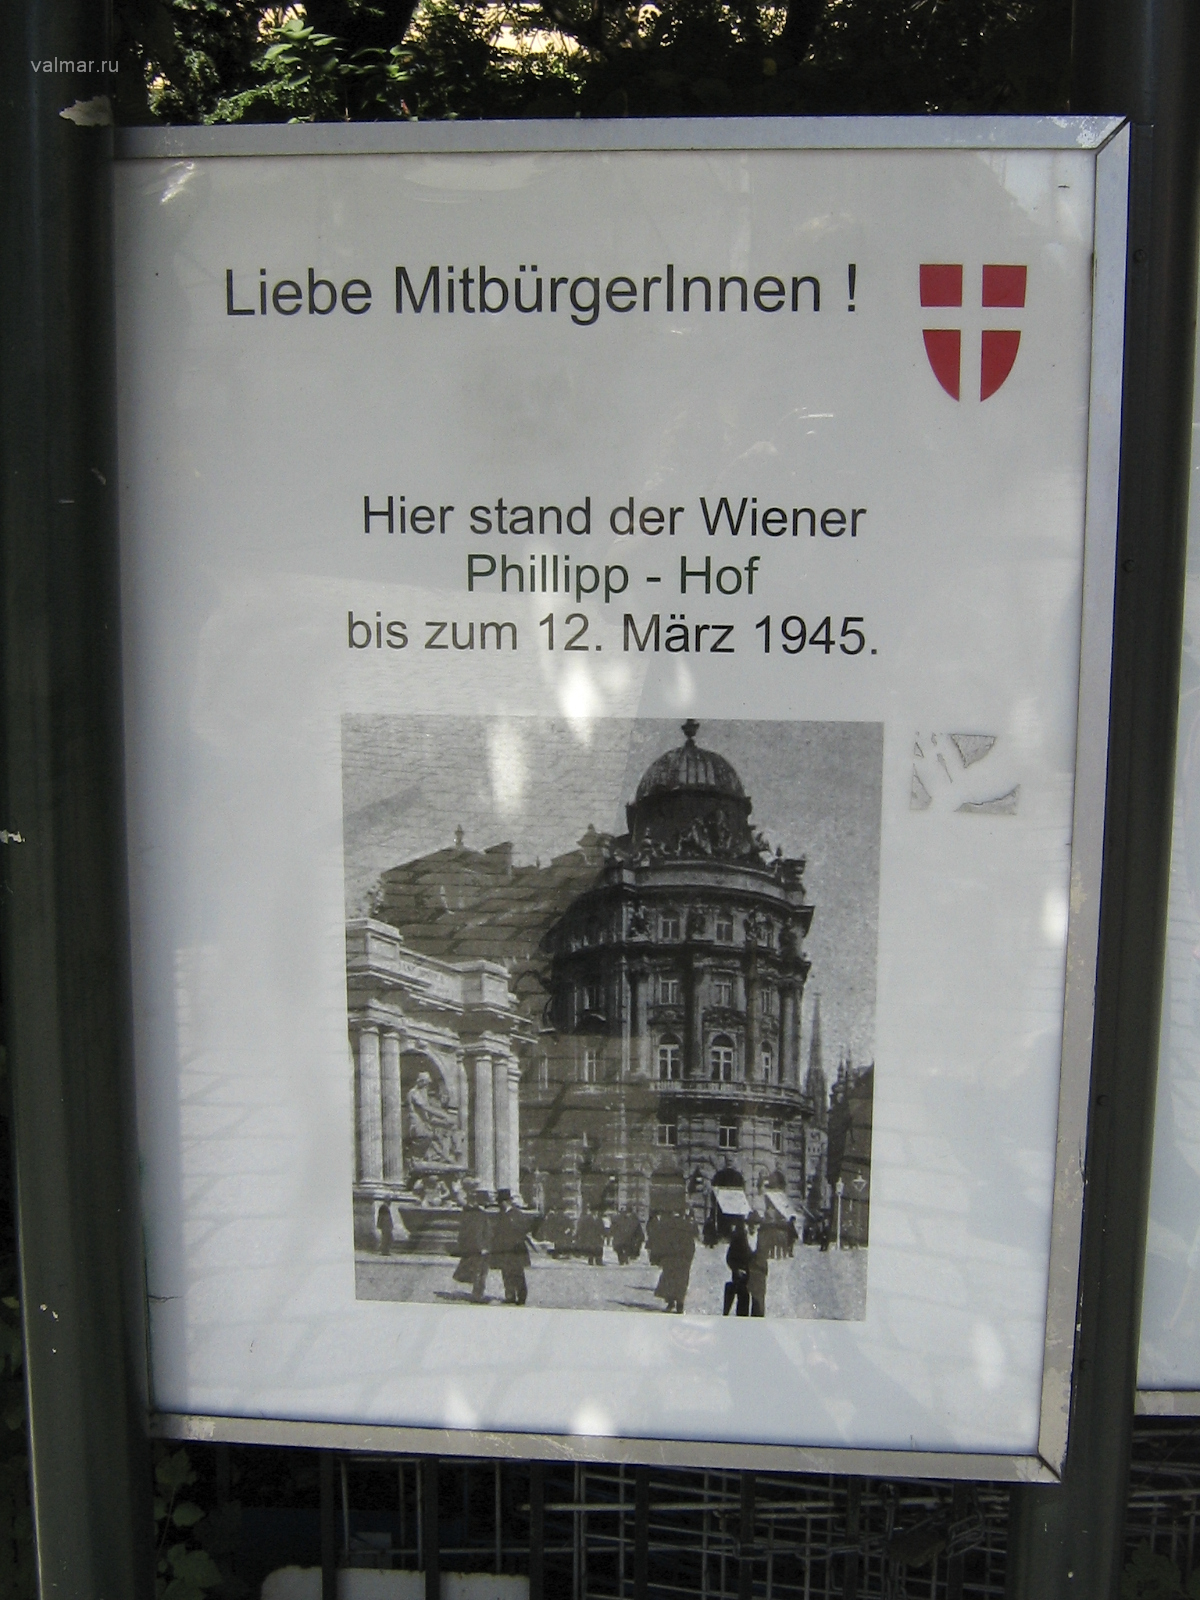 valmar.ru
Liebe MitbürgerInnen !
Hier stand der Wiener
Phillipp - Hof
bis zum 12. März 1945.